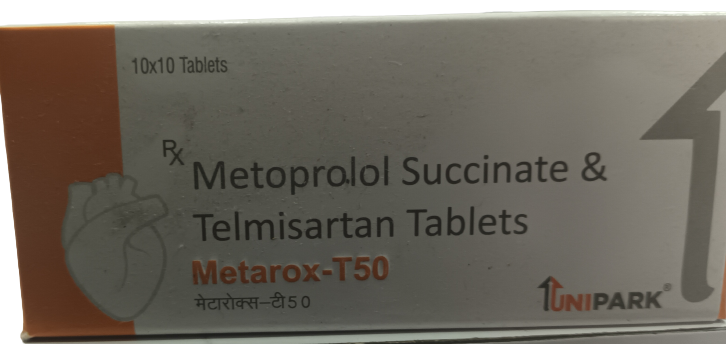 10x10 Tablets
Rx Metoprolol Succinate &
Telmisartan Tablets
Metarox-T50
मेटारोक्स-टी50
UNIPARK®